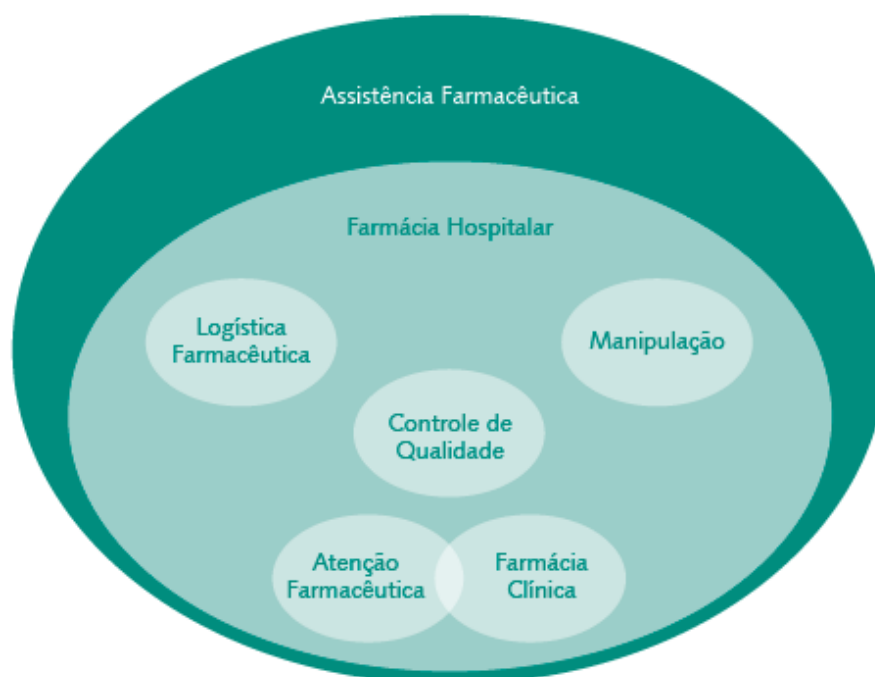 Assistência Farmacêutica
Farmácia Hospitalar
Logística
Farmacêutica
Manipulação
Controle de
Qualidade
Atenção
Farmacêutica
Farmácia
Clínica